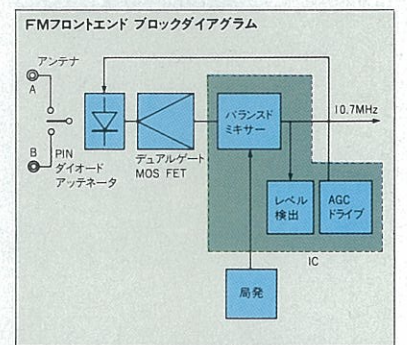 FMフロントエンド ブロックダイアグラム
アンテナ
A
B
PIN
ダイオード
アッテネータ
デュアルゲート
MOS FET
バランスド
ミキサー
10.7MHz
レベル
検出
AGC
ドライブ
IC
局発